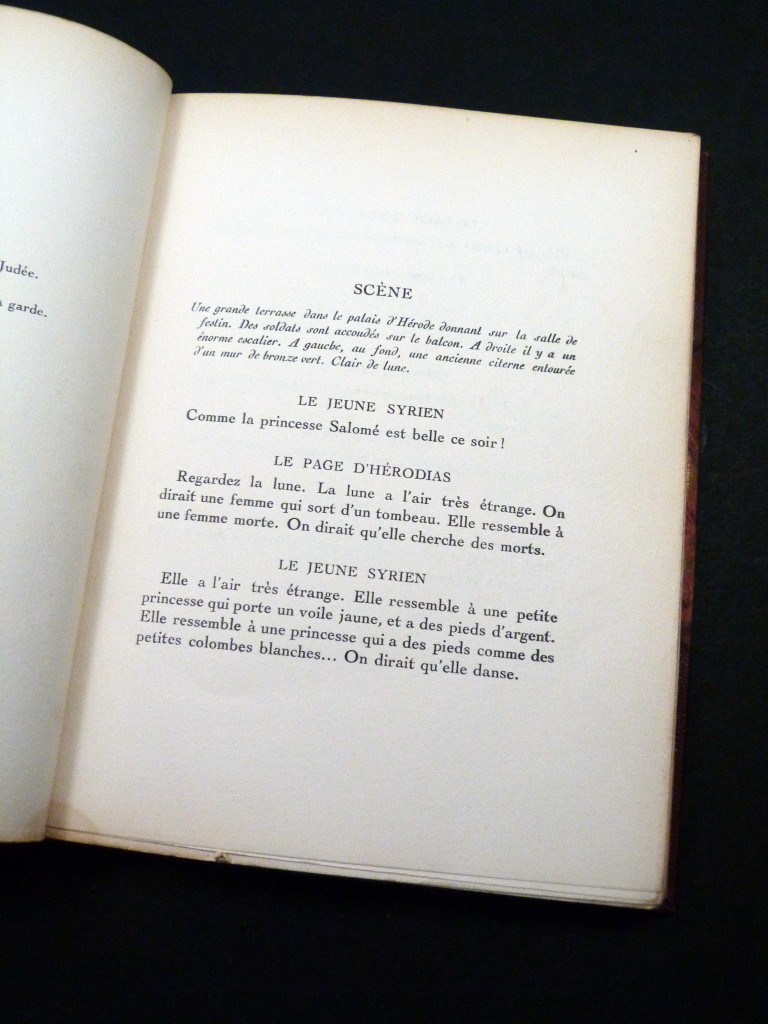 Judée.
garde.
SCÈNE
Une grande terrasse dans le palais d'Hérode donnant sur la salle de
festin. Des soldats sont accoudés sur le balcon. A droite il y a un
énorme escalier. A gauche, au fond, une ancienne citerne entourée
d'un mur de bronze vert. Clair de lune.
LE JEUNE SYRIEN
Comme la princesse Salomé est belle ce soir !
LE PAGE D'HÉRODIAS
Regardez la lune. La lune a l'air très étrange. On
dirait une femme qui sort d'un tombeau. Elle ressemble à
une femme morte. On dirait qu'elle cherche des morts.
LE JEUNE SYRIEN
Elle a l'air très étrange. Elle ressemble à une petite
princesse qui porte un voile jaune, et a des pieds d'argent.
Elle ressemble à une princesse qui a des pieds comme des
petites colombes blanches... On dirait qu'elle danse.